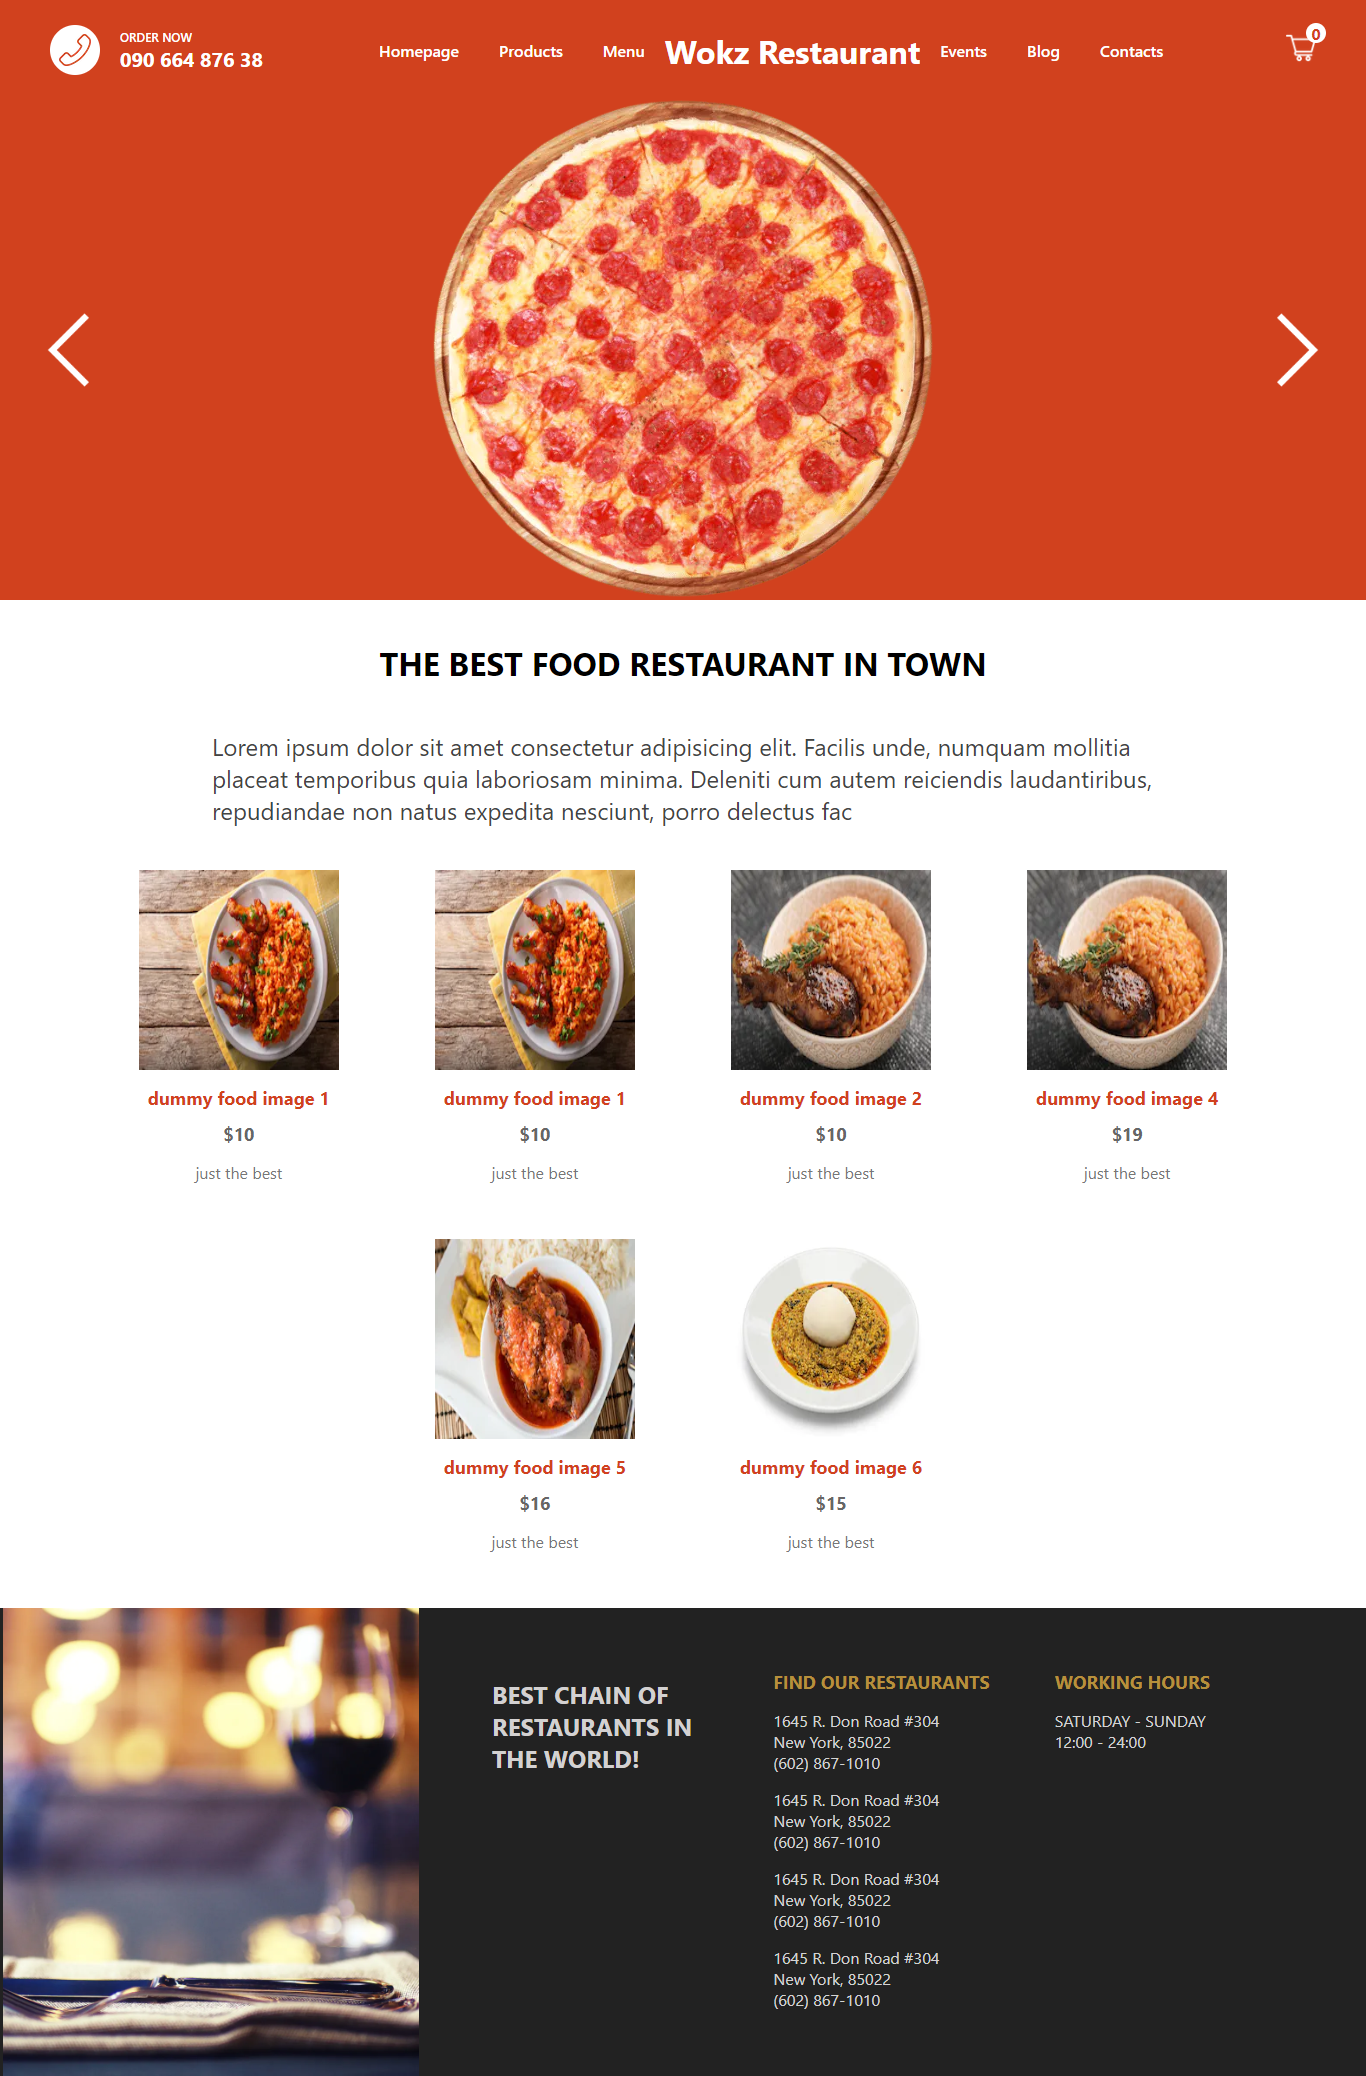 ORDER NOW
090 664 876 38
Homepage
Products
Menu
Wokz Restaurant
Events
Blog
Contacts
0
THE BEST FOOD RESTAURANT IN TOWN
Lorem ipsum dolor sit amet consectetur adipisicing elit. Facilis unde, numquam mollitia
placeat temporibus quia laboriosam minima. Deleniti cum autem reiciendis laudantiribus,
repudiandae non natus expedita nesciunt, porro delectus fac
dummy food image 1
$10
just the best
dummy food image 1
$10
just the best
dummy food image 2
$10
just the best
dummy food image 4
$19
just the best
dummy food image 5
$16
just the best
dummy food image 6
$15
just the best
BEST CHAIN OF
RESTAURANTS IN
THE WORLD!
FIND OUR RESTAURANTS
1645 R. Don Road #304
New York, 85022
(602) 867-1010
1645 R. Don Road #304
New York, 85022
(602) 867-1010
1645 R. Don Road #304
New York, 85022
(602) 867-1010
1645 R. Don Road #304
New York, 85022
(602) 867-1010
WORKING HOURS
SATURDAY - SUNDAY
12:00 - 24:00